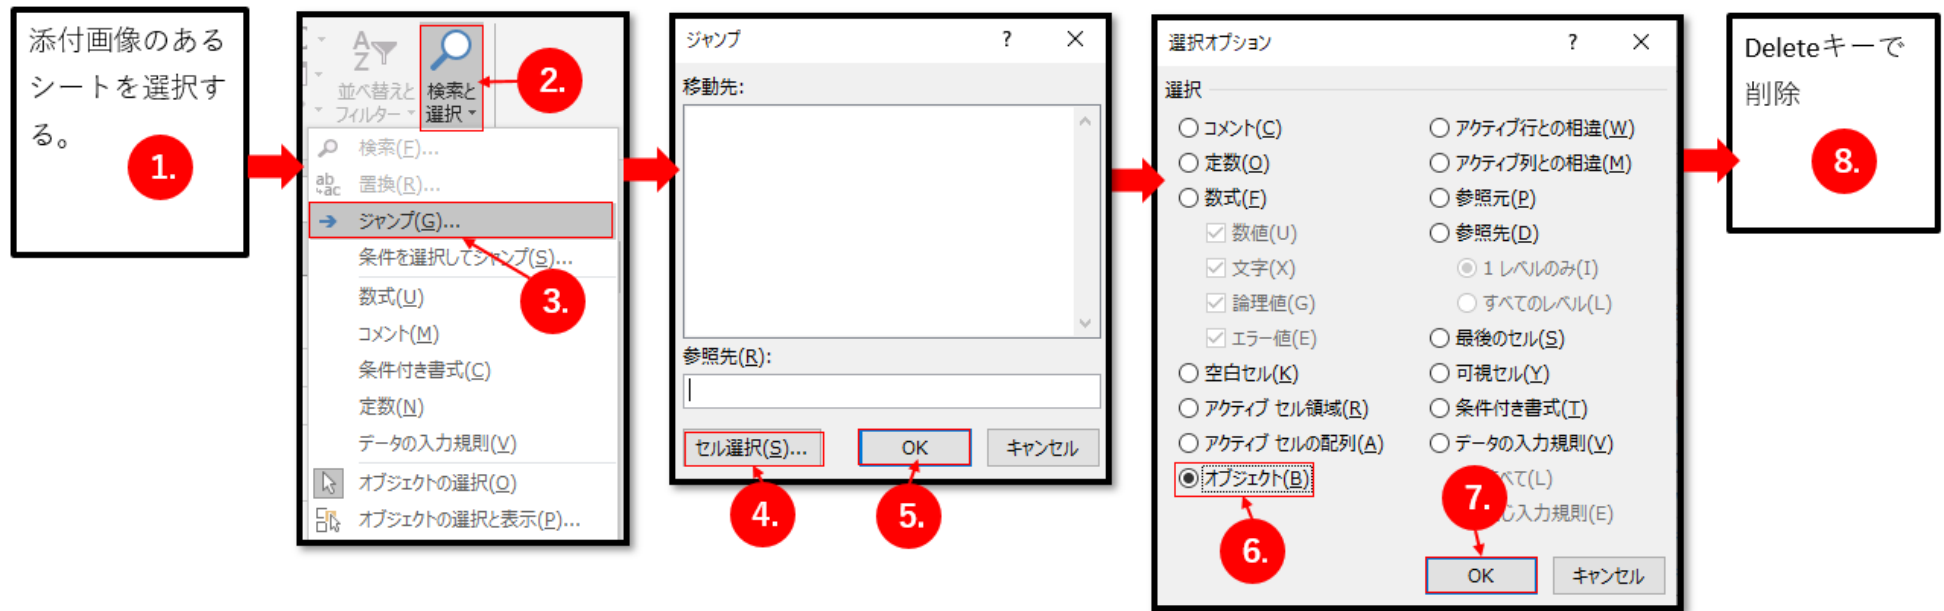 添付画像のある
シートを選択す
る。
1.
並べ替えと
フィルター
検索と
選択
2.
検索(F)...
置換(R)...
ジャンプ(G)...
条件を選択してジャンプ(S)...
3.
数式(U)
コメント(M)
条件付き書式(C)
定数(N)
データの入力規則(V)
オブジェクトの選択(O)
オブジェクトの選択と表示(P)...
ジャンプ
移動先:
参照先(R):
セル選択(S)...
OK
キャンセル
4.
5.
選択オプション
選択
コメント(C)
定数(O)
数式(F)
数値(U)
文字(X)
論理値(G)
エラー値(E)
空白セル(K)
アクティブ セル領域(R)
アクティブ セルの配列(A)
オブジェクト(B)
アクティブ行との相違(W)
アクティブ列との相違(M)
参照元(P)
参照先(D)
1 レベルのみ(I)
すべてのレベル(L)
最後のセル(S)
可視セル(Y)
条件付き書式(T)
データの入力規則(V)
べて(L)
じ入力規則(E)
6.
7.
OK
キャンセル
Deleteキーで
削除
8.